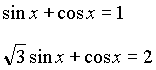 sin x + cos x = 1
√3 sin x + cos x = 2